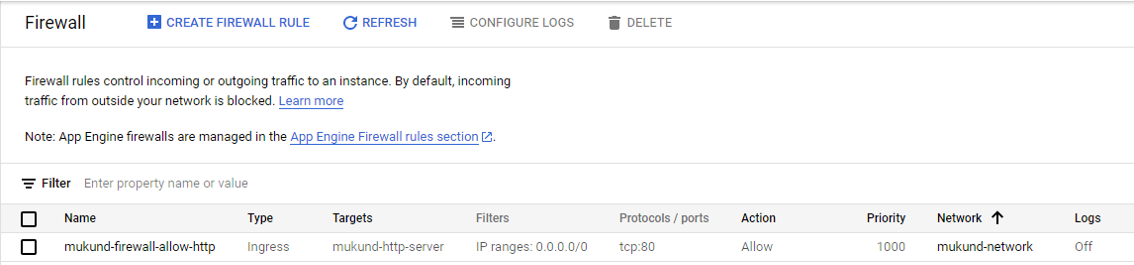 Firewall CREATE FIREWALL RULE REFRESH CONFIGURE LOGS DELETE
Firewall rules control incoming or outgoing traffic to an instance. By default, incoming
traffic from outside your network is blocked. Learn more
Note: App Engine firewalls are managed in the App Engine Firewall rules section.
Filter Enter property name or value
Name Type Targets Filters Protocols / ports Action Priority Network Logs
mukund-firewall-allow-http Ingress mukund-http-server IP ranges: 0.0.0.0/0 tcp:80 Allow 1000 mukund-network Off